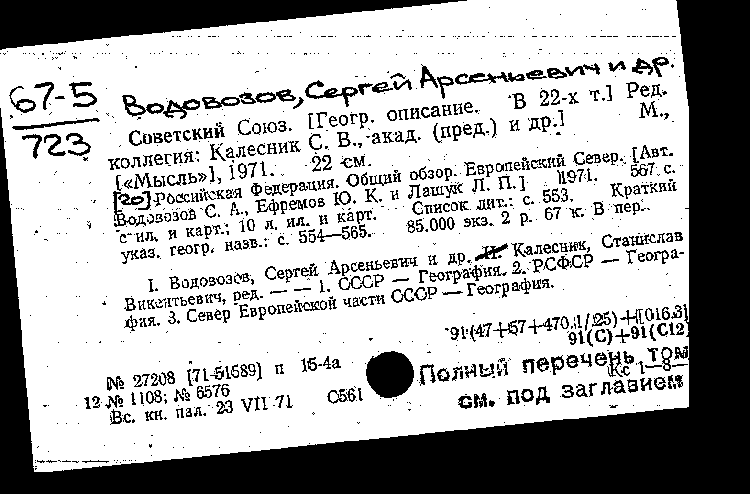 67-5
723
Водовозов, Сергей Арсеньевич и др.
Советский Союз. [Геогр. описание. В 22-х т.] Ред.
коллегия: Калесник С. В., акад. (пред.) и др.] М.,
[«Мысль»], 1971. 22 см.
[20] Российская Федерация. Общий обзор. Европейский Север. [Авт.
Водовозов С. А., Ефремов Ю. К. и Лащук Л. П.] 1971. 567 с.
с ил. и карт.; 10 л. ил. и карт. Список лит.: с. 553. Краткий
указ. геогр. назв.: с. 554—565. 85.000 экз. 2 р. 67 к. В пер.
I. Водовозов, Сергей Арсеньевич и др. II. Калесник, Станислав
Викентьевич, ред. — — 1. СССР — География. 2. РСФСР — Геогра-
фия. 3. Север Европейской части СССР — География.
91(47+57+470.1/.25)+[016.3]
91(С)+91(С12)
№ 27208 [71-51589] п 15-4а
12 № 1108; № 6576
Вс. кн. пал. 23 VII 71 О561
Полный перечень том
Кс 1—8—
см. под заглавием